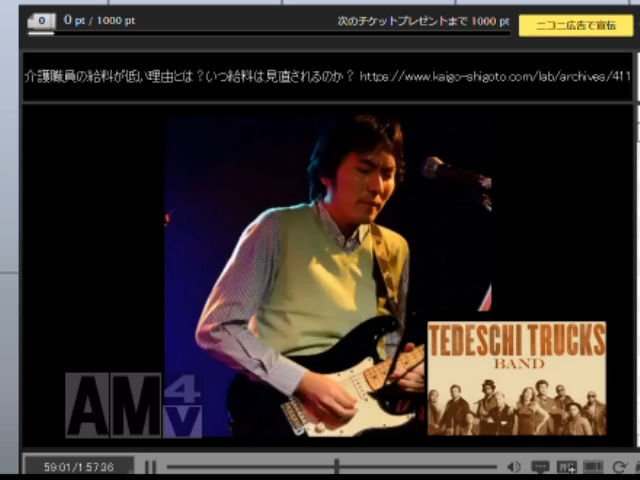 0 0 pt / 1000 pt 次のチケットプレゼントまで 1000 pt ニコニ広告で宣伝
介護職員の給料が低い理由とは？いつ給料は見直されるのか？ https://www.kaigo-shigoto.com/lab/archives/411
TEDESCHI TRUCKS
BAND
AM4v
59:01/1:57:36